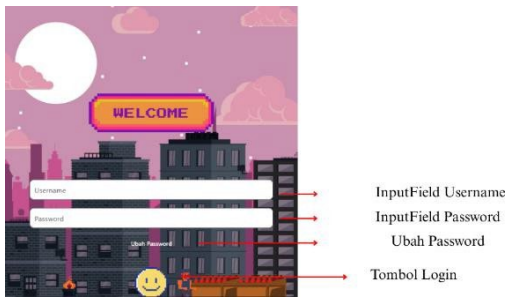 WELCOME
Username
InputField Username
Password
InputField Password
Ubah Password
Ubah Password
Tombol Login